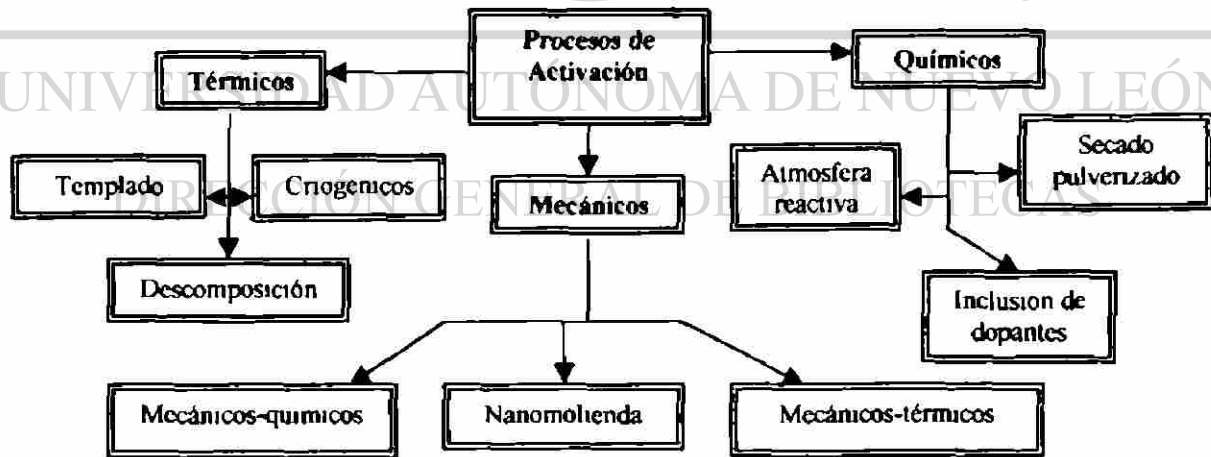 Procesos de
Activación
Térmicos
Químicos
UNIVERSIDAD AUTÓNOMA DE NUEVO LEÓN
Templado
Criogenicos
Atmosfera
reactiva
Secado
pulverizado
Mecánicos
DIRECCIÓN GENERAL DE BIBLIOTECAS
Descomposición
Inclusion de
dopantes
Mecánicos-quimicos
Nanomolienda
Mecánicos-térmicos